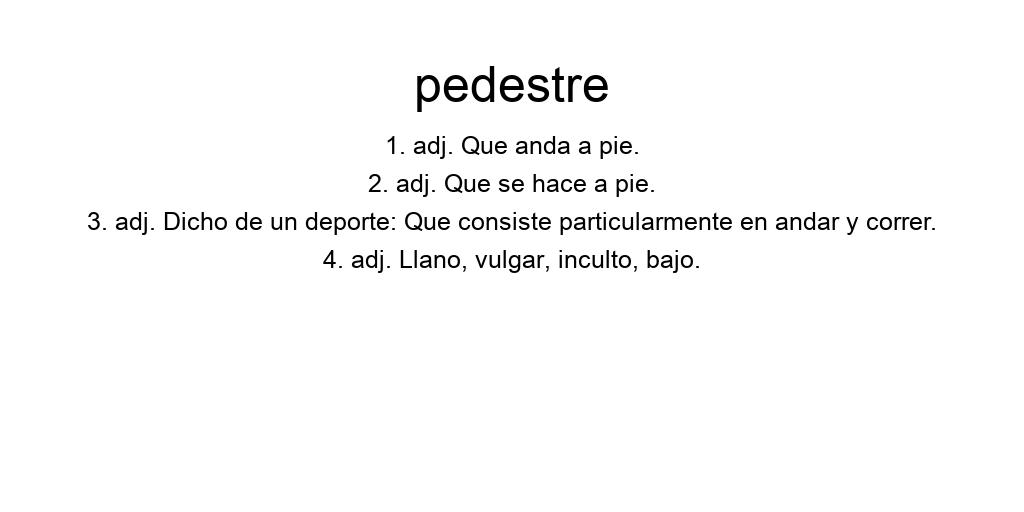 pedestre
1. adj. Que anda a pie.
2. adj. Que se hace a pie.
3. adj. Dicho de un deporte: Que consiste particularmente en andar y correr.
4. adj. Llano, vulgar, inculto, bajo.